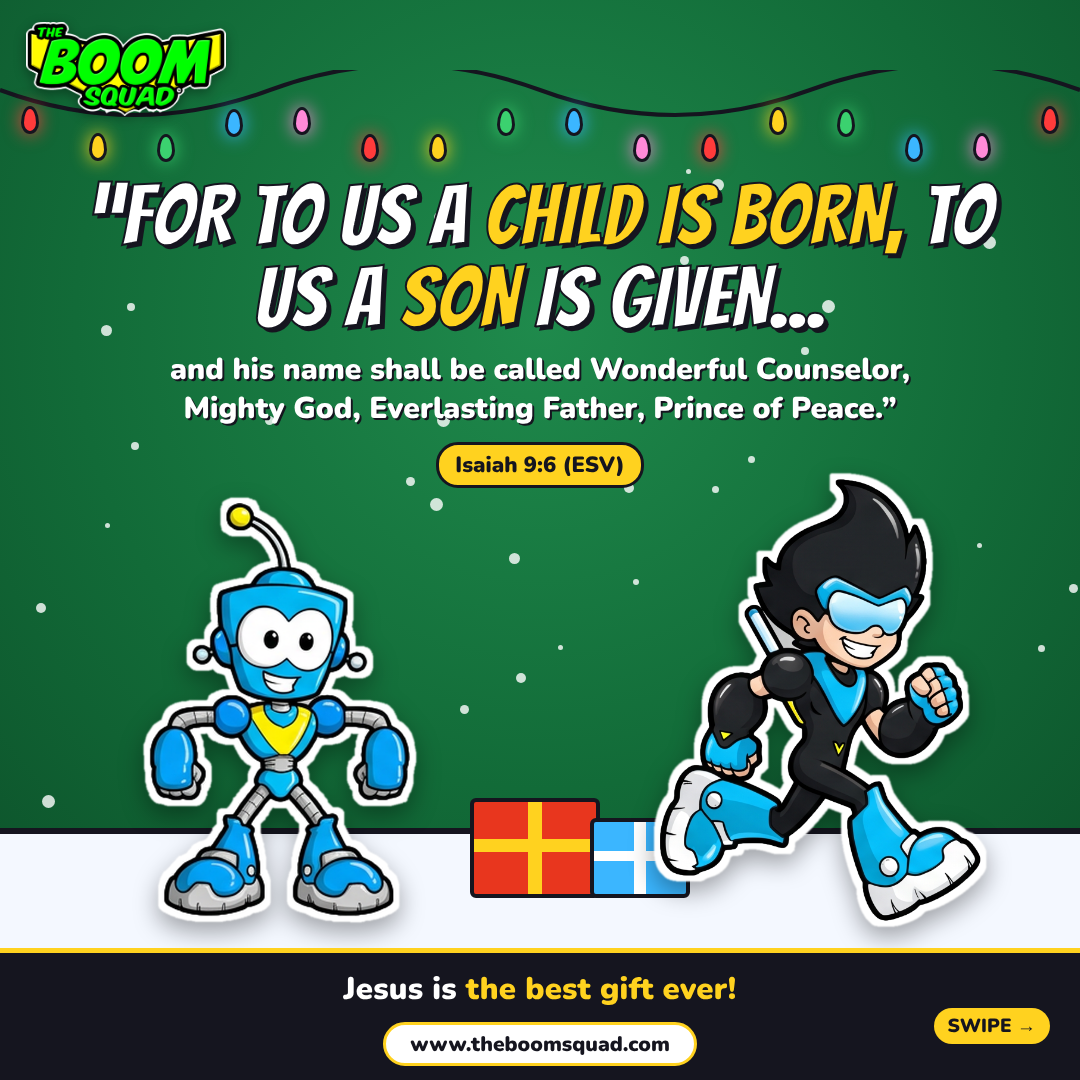 THE
BOOM
SQUAD
"FOR TO US A CHILD IS BORN, TO
US A SON IS GIVEN...
and his name shall be called Wonderful Counselor,
Mighty God, Everlasting Father, Prince of Peace.”
Isaiah 9:6 (ESV)
Jesus is the best gift ever!
SWIPE →
www.theboomsquad.com